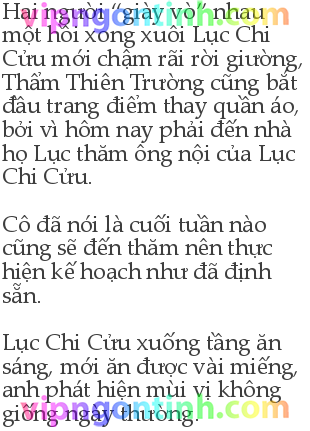 Hai người “giày vò” nhau
một hồi xong xuôi Lục Chi
Cửu mới chậm rãi rời giường,
Thẩm Thiên Trường cũng bắt
đầu trang điểm thay quần áo,
bởi vì hôm nay phải đến nhà
họ Lục thăm ông nội của Lục
Chi Cửu.
Cô đã nói là cuối tuần nào
cũng sẽ đến thăm nên thực
hiện kế hoạch như đã định
sẵn.
Lục Chi Cửu xuống tầng ăn
sáng, mới ăn được vài miếng,
anh phát hiện mùi vị không
giống ngày thường.
vipngontinh.com
vipngontinh.com
vipngontinh.com